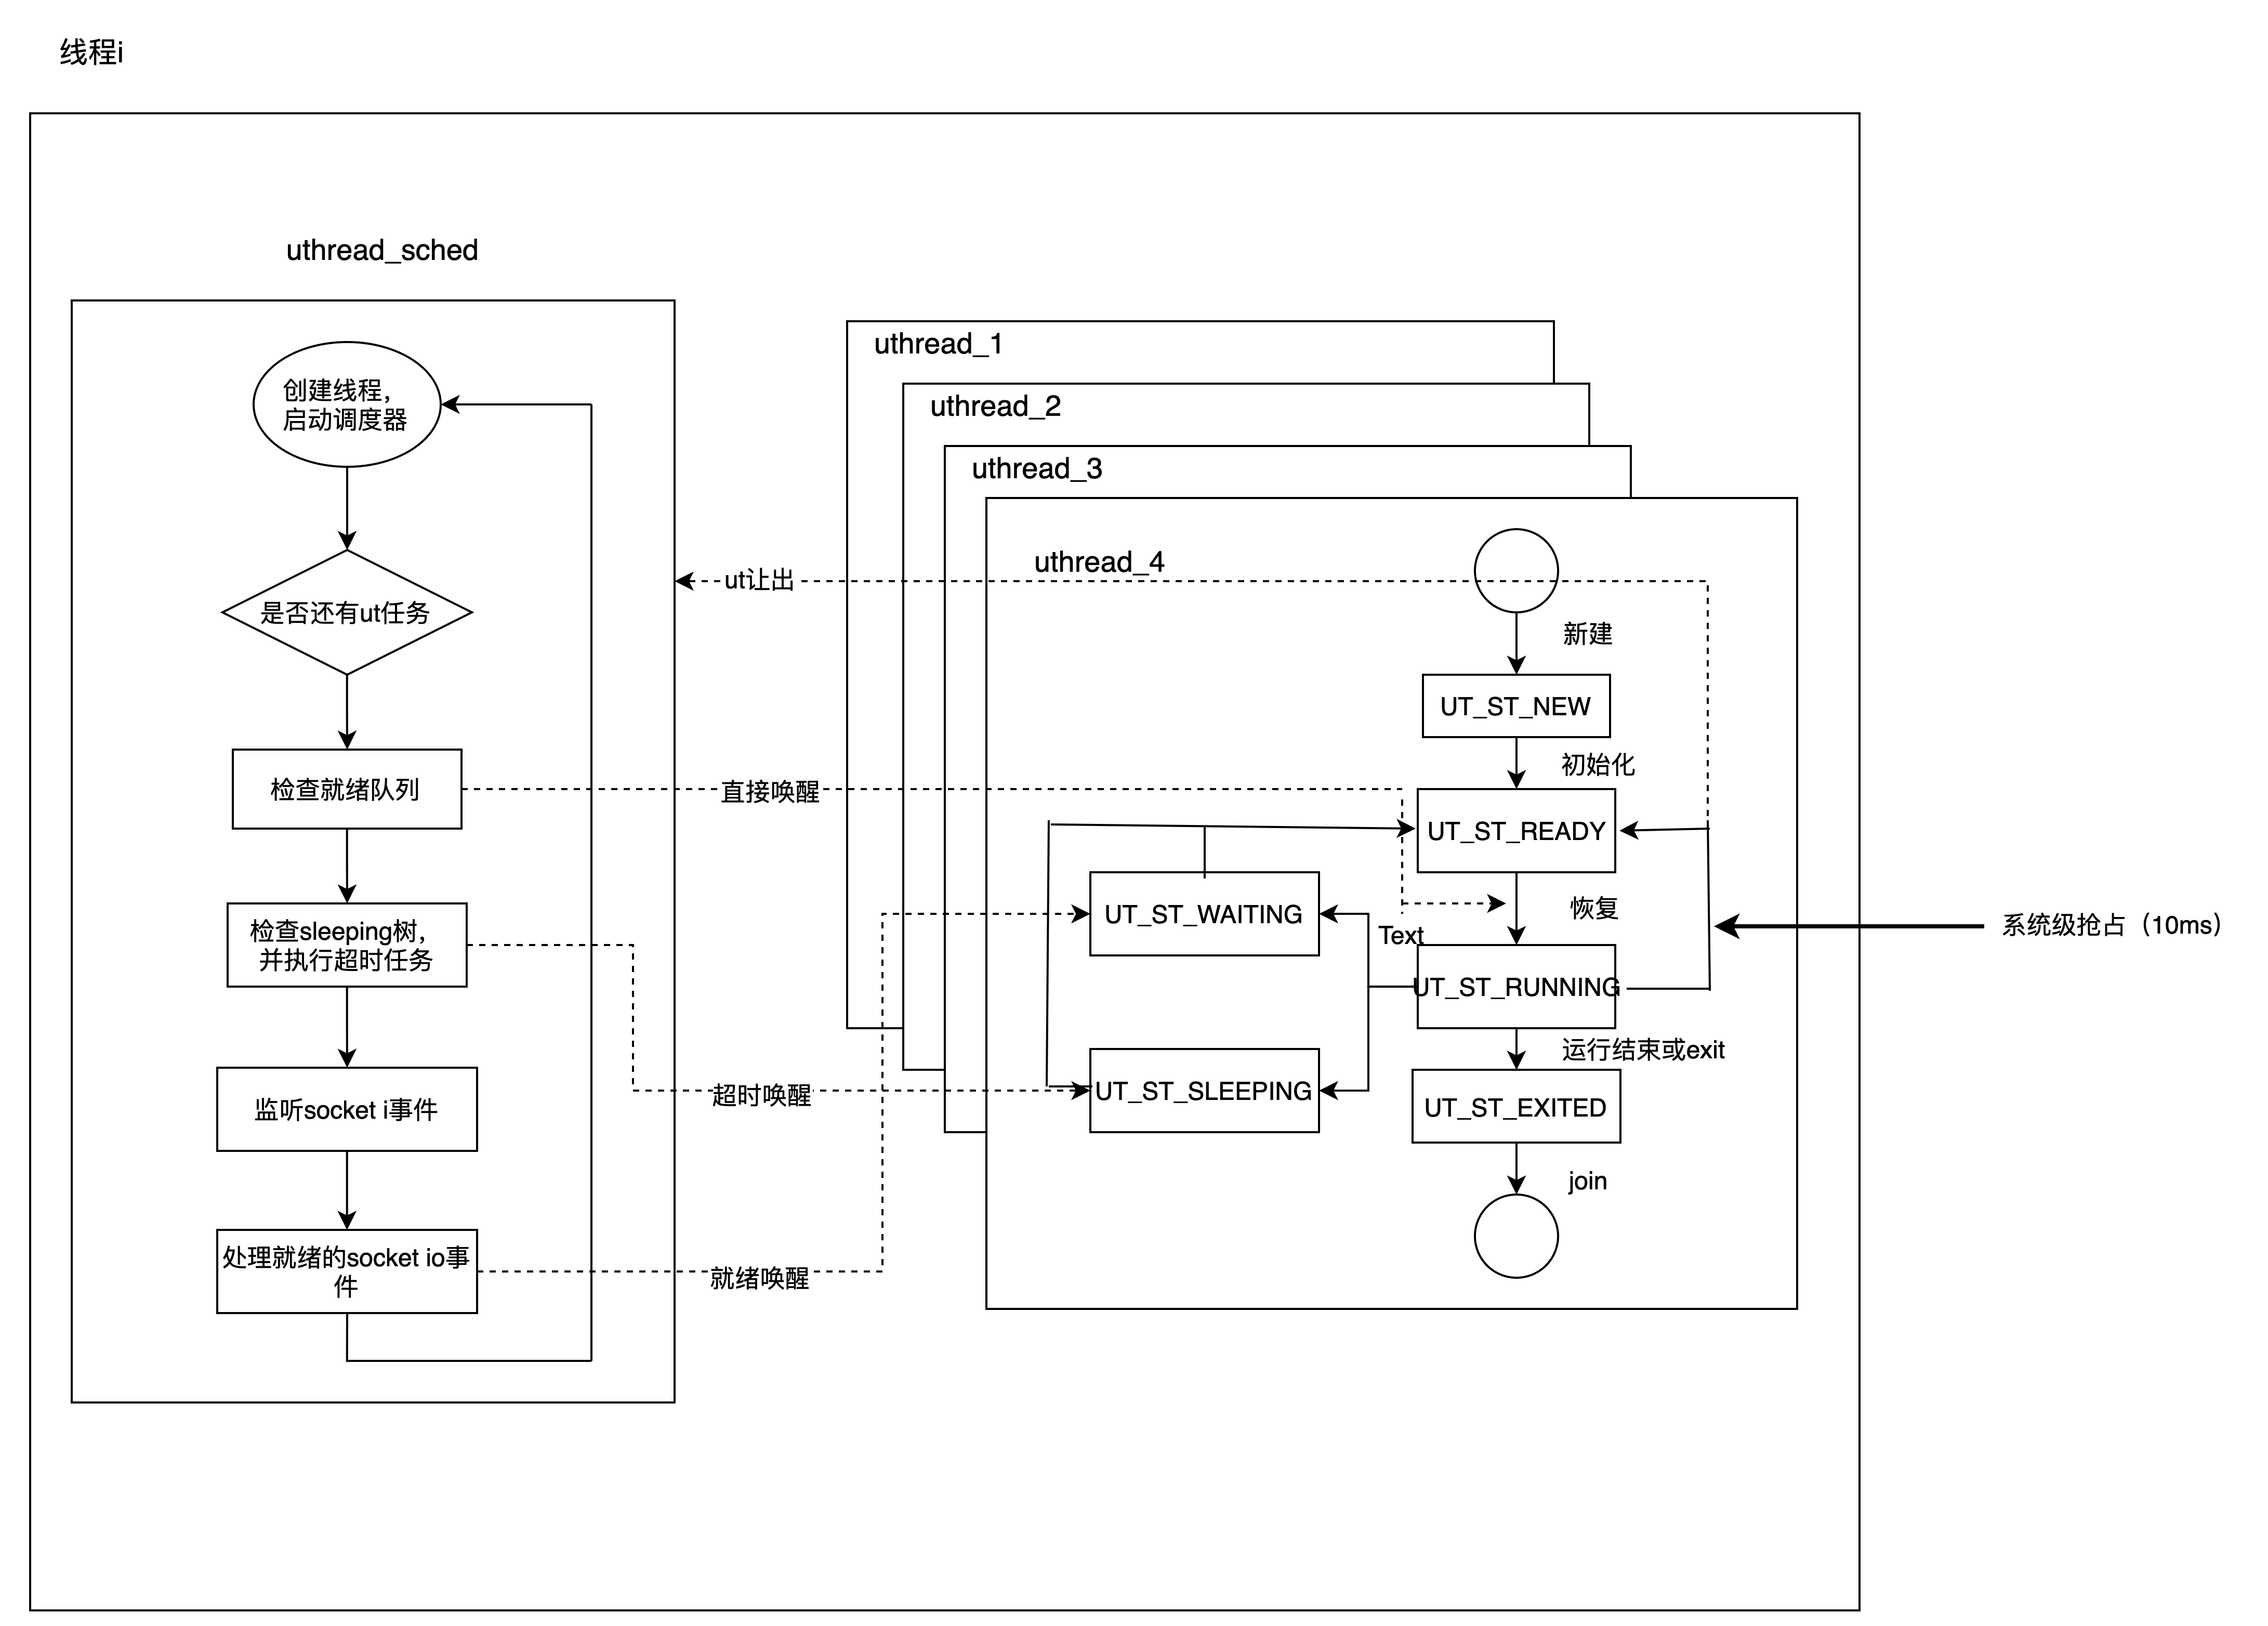 线程i
uthread_sched
创建线程，
启动调度器
是否还有ut任务
检查就绪队列
检查sleeping树，
并执行超时任务
监听socket i事件
处理就绪的socket io事
件
ut让出
直接唤醒
超时唤醒
就绪唤醒
uthread_1
uthread_2
uthread_3
uthread_4
新建
UT_ST_NEW
初始化
UT_ST_READY
恢复
UT_ST_WAITING
Text
UT_ST_RUNNING
运行结束或exit
UT_ST_SLEEPING
UT_ST_EXITED
join
系统级抢占（10ms）